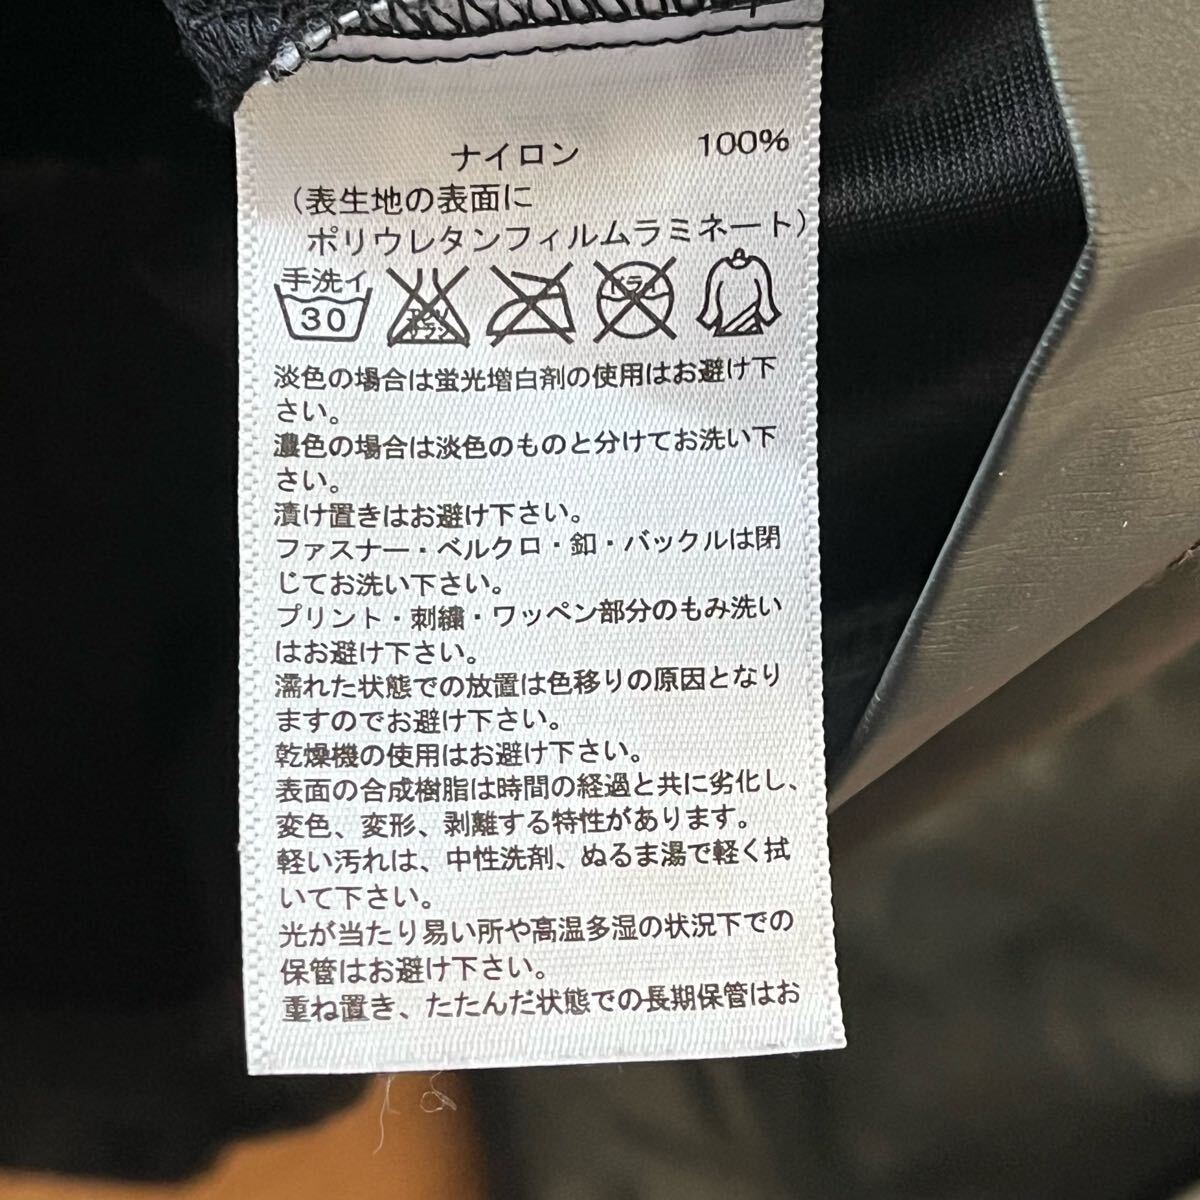 ナイロン 100%
(表生地の表面に
ポリウレタンフィルムラミネート)
手洗イ
30
エンソ
サラシ
ドライ
淡色の場合は蛍光増白剤の使用はお避け下
さい。
濃色の場合は淡色のものと分けてお洗い下
さい。
漬け置きはお避け下さい。
ファスナー・ベルクロ・釦・バックルは閉
じてお洗い下さい。
プリント・刺繍・ワッペン部分のもみ洗い
はお避け下さい。
濡れた状態での放置は色移りの原因となり
ますのでお避け下さい。
乾燥機の使用はお避け下さい。
表面の合成樹脂は時間の経過と共に劣化し、
変色、変形、剥離する特性があります。
軽い汚れは、中性洗剤、ぬるま湯で軽く拭
いて下さい。
光が当たり易い所や高温多湿の状況下での
保管はお避け下さい。
重ね置き、たたんだ状態での長期保管はお